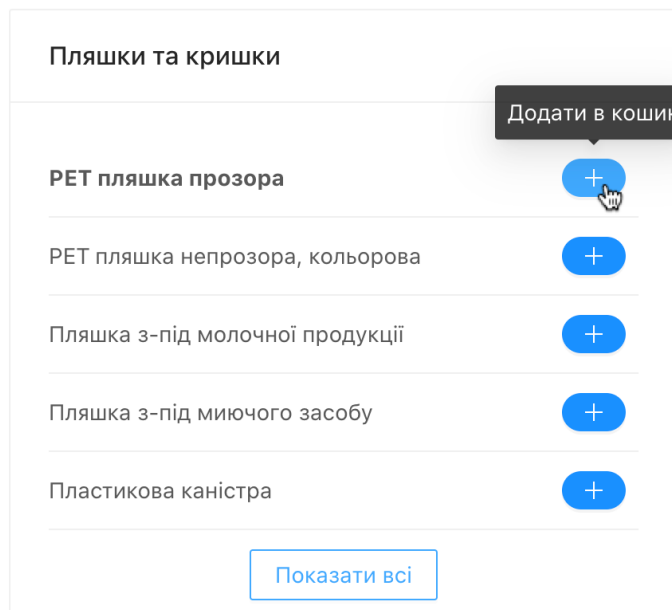 Пляшки та кришки
Додати в
PET пляшка прозора
PET пляшка непрозора, кольорова
Пляшка з-під молочної продукції
Пляшка з-під миючого засобу
Пластикова каністра
Показати всі